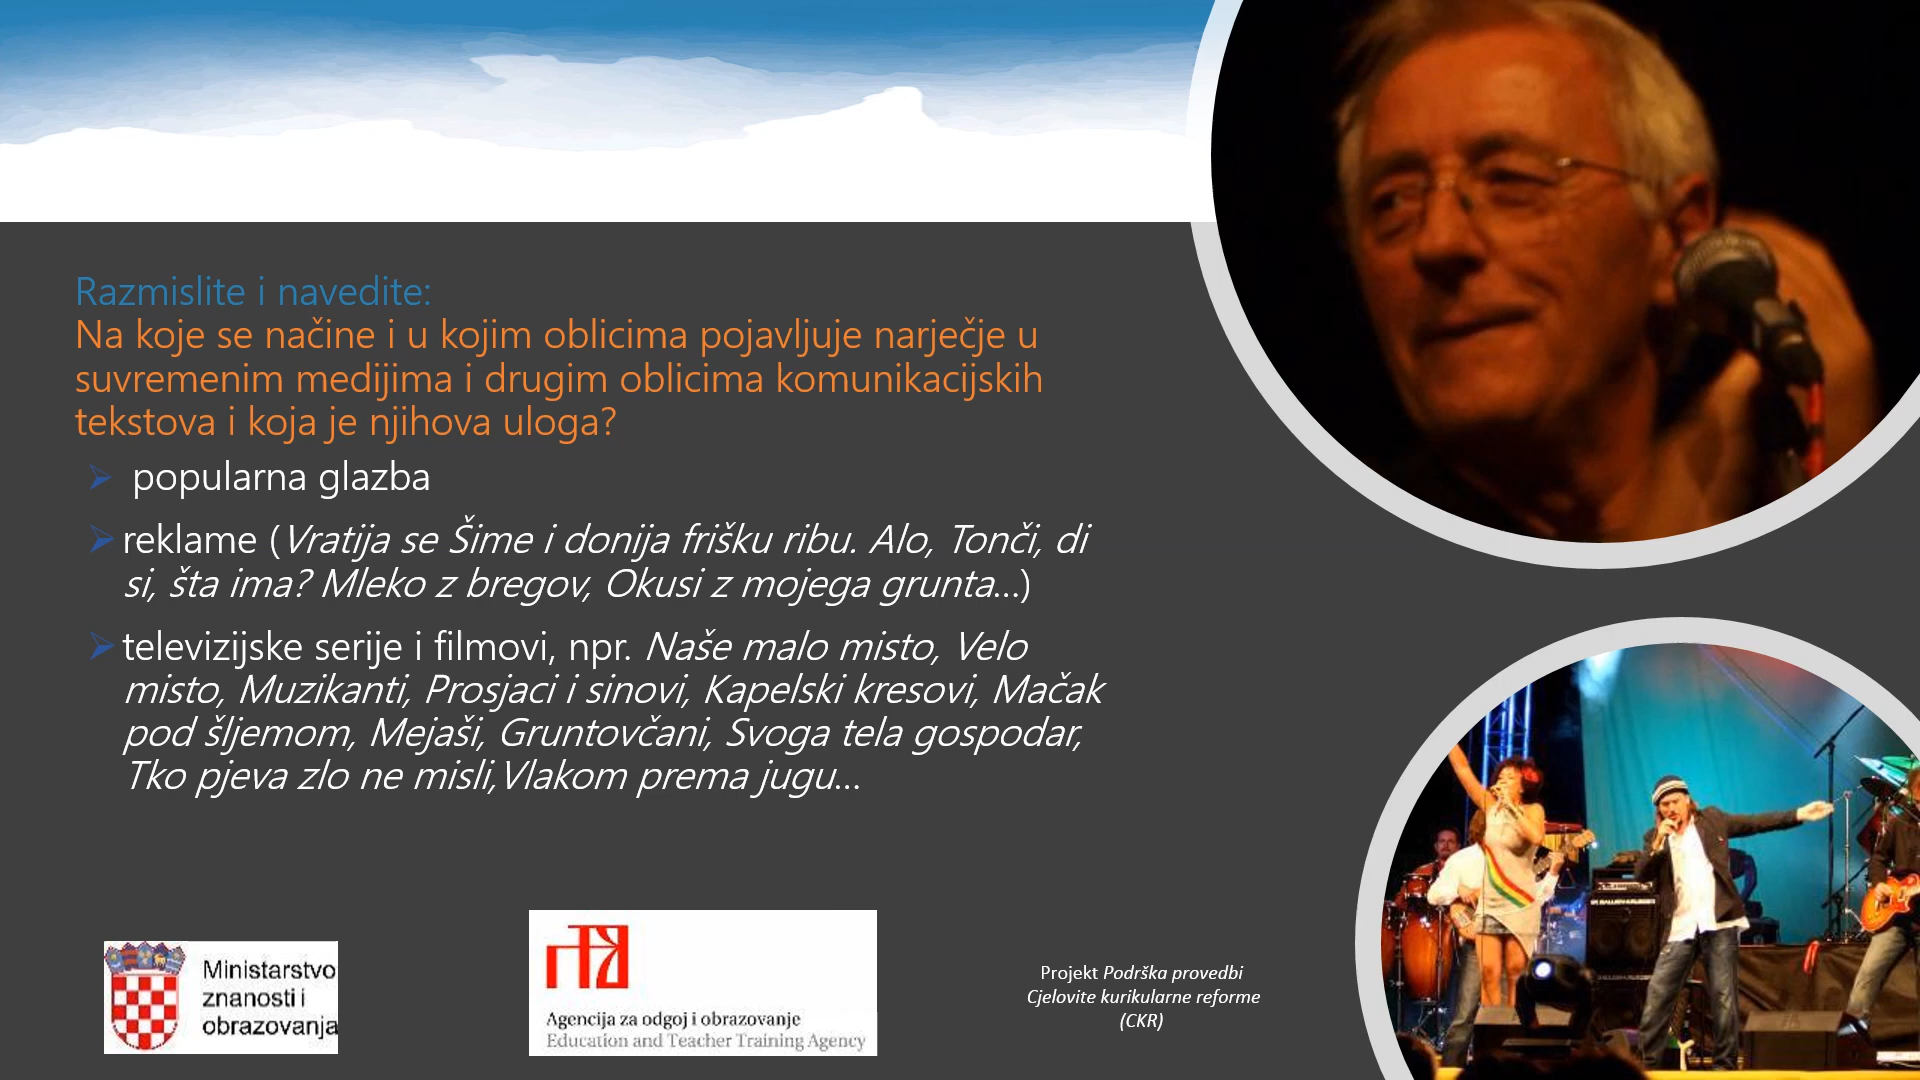 Razmislite i navedite:
Na koje se načine i u kojim oblicima pojavljuje narječje u
suvremenim medijima i drugim oblicima komunikacijskih
tekstova i koja je njihova uloga?
popularna glazba
reklame (Vratija se Šime i donija frišku ribu. Alo, Tonči, di
si, šta ima? Mleko z bregov, Okusi z mojega grunta...)
televizijske serije i filmovi, npr. Naše malo misto, Velo
misto, Muzikanti, Prosjaci i sinovi, Kapelski kresovi, Mačak
pod šljemom, Mejaši, Gruntovčani, Svoga tela gospodar,
Tko pjeva zlo ne misli,Vlakom prema jugu...
Ministarstvo
znanosti i
obrazovanja
Agencija za odgoj i obrazovanje
Education and Teacher Training Agency
Projekt Podrška provedbi
Cjelovite kurikularne reforme
(CKR)